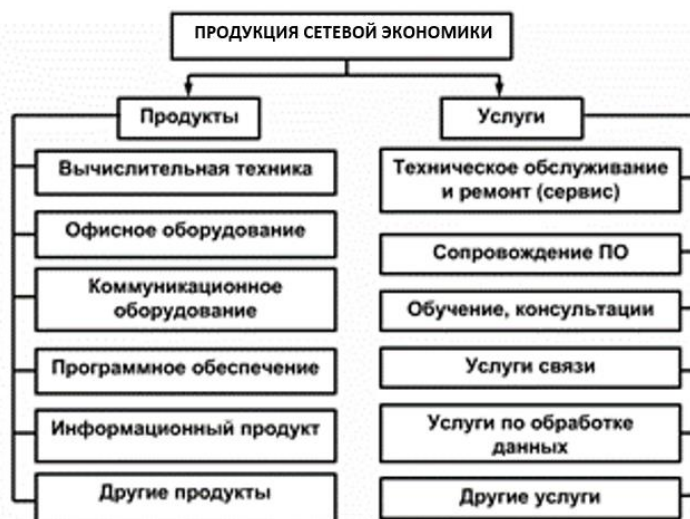 ПРОДУКЦИЯ СЕТЕВОЙ ЭКОНОМИКИ
Продукты
Вычислительная техника
Офисное оборудование
Коммуникационное
оборудование
Программное обеспечение
Информационный продукт
Другие продукты
Услуги
Техническое обслуживание
и ремонт (сервис)
Сопровождение ПО
Обучение, консультации
Услуги связи
Услуги по обработке
данных
Другие услуги